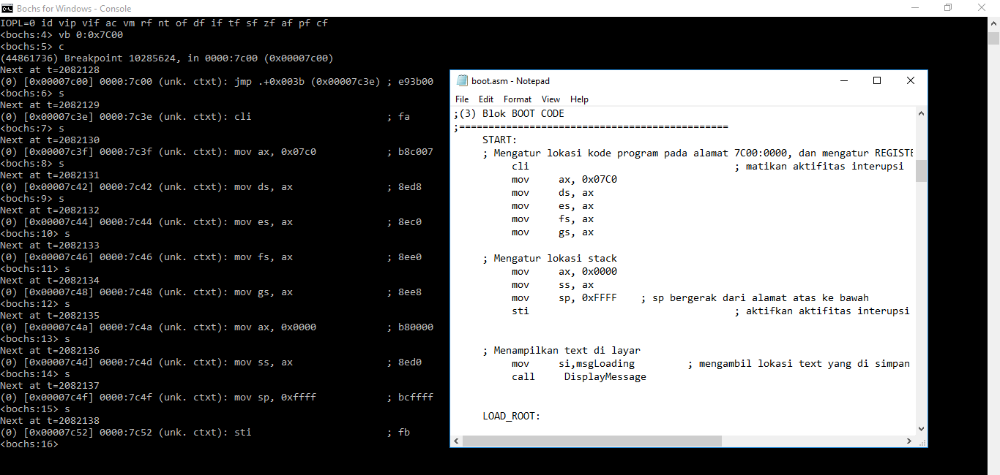 Bochs for Windows - Console
IOPL=0 id vip vif ac vm rf nt of df if tf sf zf af pf cf
<bochs:4> vb 0:0x7C00
<bochs:5> c
(44861736) Breakpoint 10285624, in 0000:7c00 (0x00007c00)
Next at t=2082128
(0) [0x00007c00] 0000:7c00 (unk. ctxt): jmp .+0x003b (0x00007c3e) ; e93b00
<bochs:6> s
Next at t=2082129
(0) [0x00007c3e] 0000:7c3e (unk. ctxt): cli ; fa
<bochs:7> s
Next at t=2082130
(0) [0x00007c3f] 0000:7c3f (unk. ctxt): mov ax, 0x07c0 ; b8c007
<bochs:8> s
Next at t=2082131
(0) [0x00007c42] 0000:7c42 (unk. ctxt): mov ds, ax ; 8ed8
<bochs:9> s
Next at t=2082132
(0) [0x00007c44] 0000:7c44 (unk. ctxt): mov es, ax ; 8ec0
<bochs:10> s
Next at t=2082133
(0) [0x00007c46] 0000:7c46 (unk. ctxt): mov fs, ax ; 8ee0
<bochs:11> s
Next at t=2082134
(0) [0x00007c48] 0000:7c48 (unk. ctxt): mov gs, ax ; 8ee8
<bochs:12> s
Next at t=2082135
(0) [0x00007c4a] 0000:7c4a (unk. ctxt): mov ax, 0x0000 ; b80000
<bochs:13> s
Next at t=2082136
(0) [0x00007c4d] 0000:7c4d (unk. ctxt): mov ss, ax ; 8ed0
<bochs:14> s
Next at t=2082137
(0) [0x00007c4f] 0000:7c4f (unk. ctxt): mov sp, 0xffff ; bcffff
<bochs:15> s
Next at t=2082138
(0) [0x00007c52] 0000:7c52 (unk. ctxt): sti ; fb
<bochs:16>
boot.asm - Notepad
File Edit Format View Help
;(3) Blok BOOT CODE
;==============================================
START:
; Mengatur lokasi kode program pada alamat 7C00:0000, dan mengatur REGISTE
cli ; matikan aktifitas interupsi
mov ax, 0x07C0
mov ds, ax
mov es, ax
mov fs, ax
mov gs, ax
; Mengatur lokasi stack
mov ax, 0x0000
mov ss, ax
mov sp, 0xFFFF ; sp bergerak dari alamat atas ke bawah
sti ; aktifkan aktifitas interupsi
; Menampilkan text di layar
mov si,msgLoading ; mengambil lokasi text yang di simpan
call DisplayMessage
LOAD_ROOT: